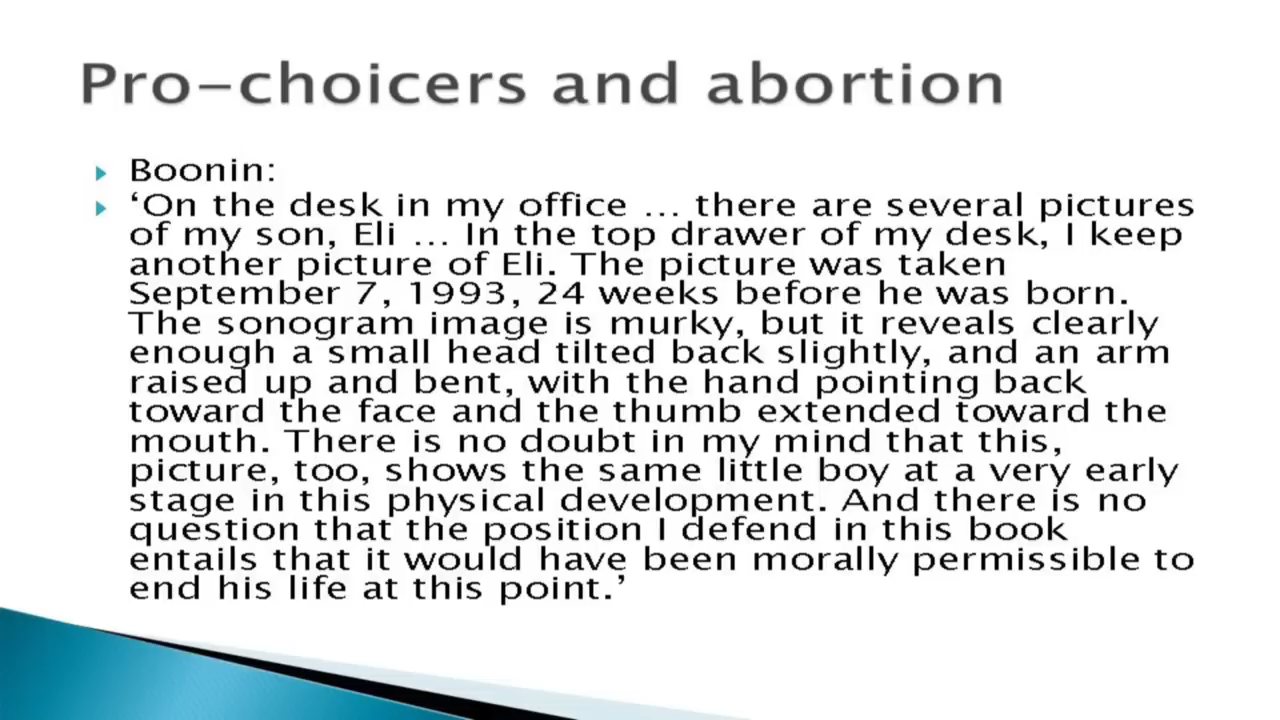 Pro-choicers and abortion
Boonin:
‘On the desk in my office … there are several pictures
of my son, Eli … In the top drawer of my desk, I keep
another picture of Eli. The picture was taken
September 7, 1993, 24 weeks before he was born.
The sonogram image is murky, but it reveals clearly
enough a small head tilted back slightly, and an arm
raised up and bent, with the hand pointing back
toward the face and the thumb extended toward the
mouth. There is no doubt in my mind that this,
picture, too, shows the same little boy at a very early
stage in this physical development. And there is no
question that the position I defend in this book
entails that it would have been morally permissible to
end his life at this point.’